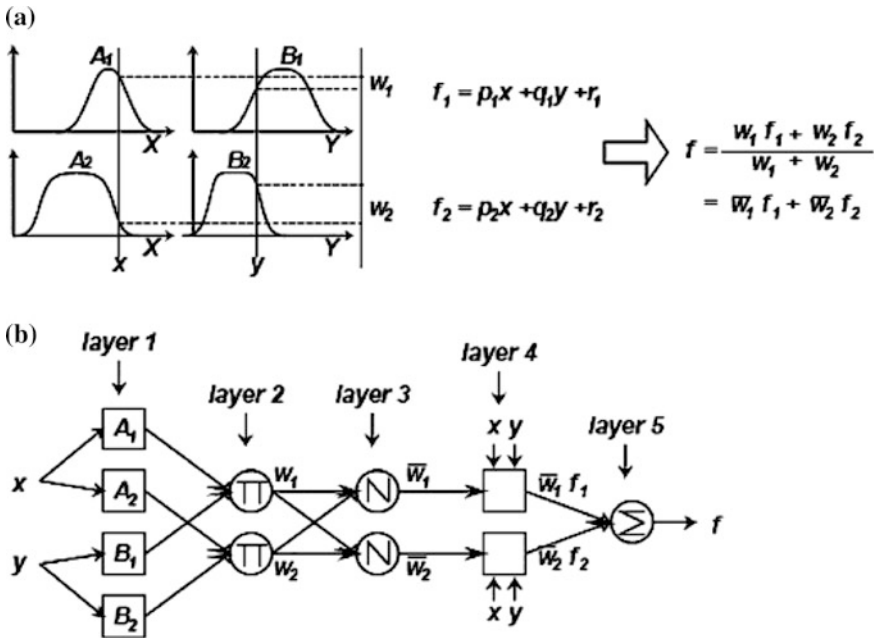 (a)
A₁ B₁
w₁ f₁ = p₁x +q₁y +r₁
X Y
f = w₁ f₁ + w₂ f₂ / w₁ + w₂
A₂ B₂
w₂ f₂ = p₂x +q₂y +r₂
= w̅₁ f₁ + w̅₂ f₂
X Y
x y
(b)
layer 1 layer 4
layer 2 layer 3 layer 5
x y
A₁
x A₂
Π w₁ N w̅₁ w̅₁ f₁
Σ f
y B₁
Π w₂ N w̅₂ w̅₂ f₂
B₂
x y